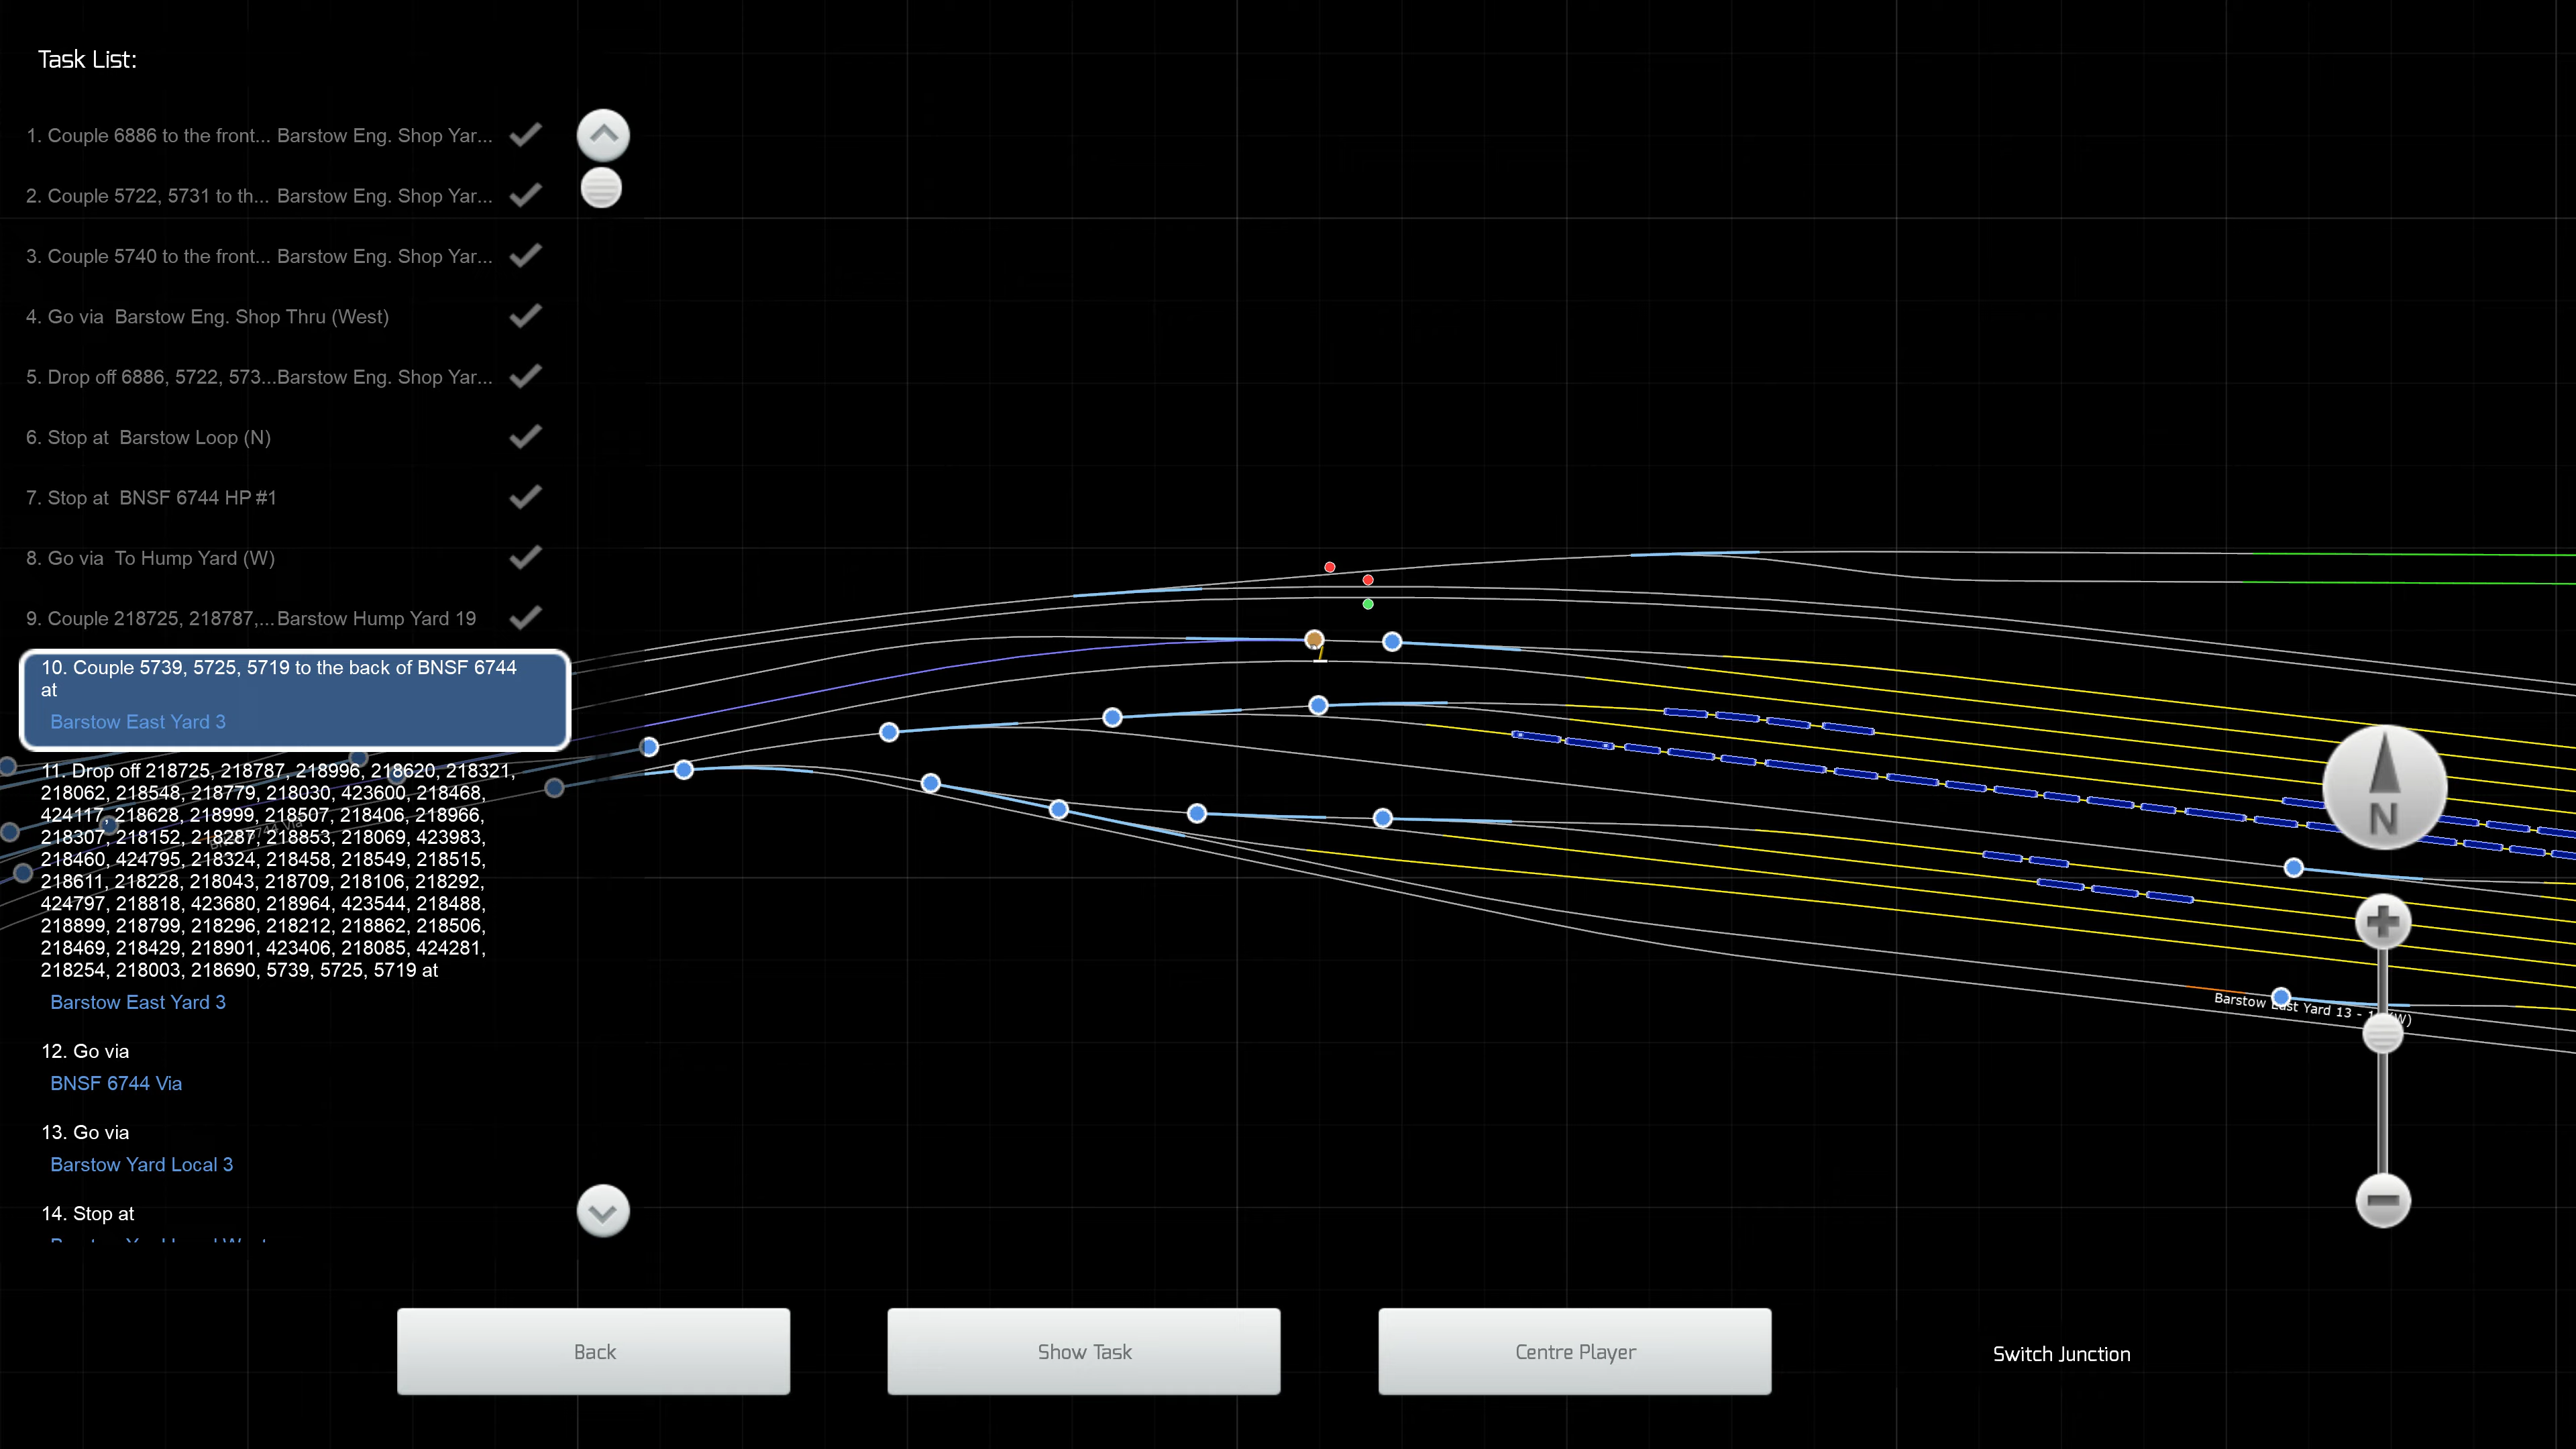 Task List:
1. Couple 6886 to the front... Barstow Eng. Shop Yar...
2. Couple 5722, 5731 to th... Barstow Eng. Shop Yar...
3. Couple 5740 to the front... Barstow Eng. Shop Yar...
4. Go via  Barstow Eng. Shop Thru (West)
5. Drop off 6886, 5722, 573...Barstow Eng. Shop Yar...
6. Stop at  Barstow Loop (N)
7. Stop at  BNSF 6744 HP #1
8. Go via  To Hump Yard (W)
9. Couple 218725, 218787,...Barstow Hump Yard 19
10. Couple 5739, 5725, 5719 to the back of BNSF 6744
at
Barstow East Yard 3
11. Drop off 218725, 218787, 218996, 218620, 218321,
218062, 218548, 218779, 218030, 423600, 218468,
424117, 218628, 218999, 218507, 218406, 218966,
218307, 218152, 218287, 218853, 218069, 423983,
218460, 424795, 218324, 218458, 218549, 218515,
218611, 218228, 218043, 218709, 218106, 218292,
424797, 218818, 423680, 218964, 423544, 218488,
218899, 218799, 218296, 218212, 218862, 218506,
218469, 218429, 218901, 423406, 218085, 424281,
218254, 218003, 218690, 5739, 5725, 5719 at
Barstow East Yard 3
12. Go via
BNSF 6744 Via
13. Go via
Barstow Yard Local 3
14. Stop at
Barstow East Yard 13 -
N
Back
Show Task
Centre Player
Switch Junction